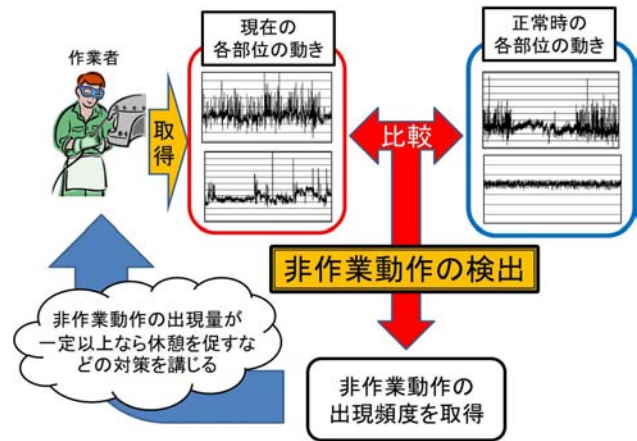 作業者
取得
現在の
各部位の動き
正常時の
各部位の動き
比較
非作業動作の検出
非作業動作の出現量が
一定以上なら休憩を促すな
どの対策を講じる
非作業動作の
出現頻度を取得